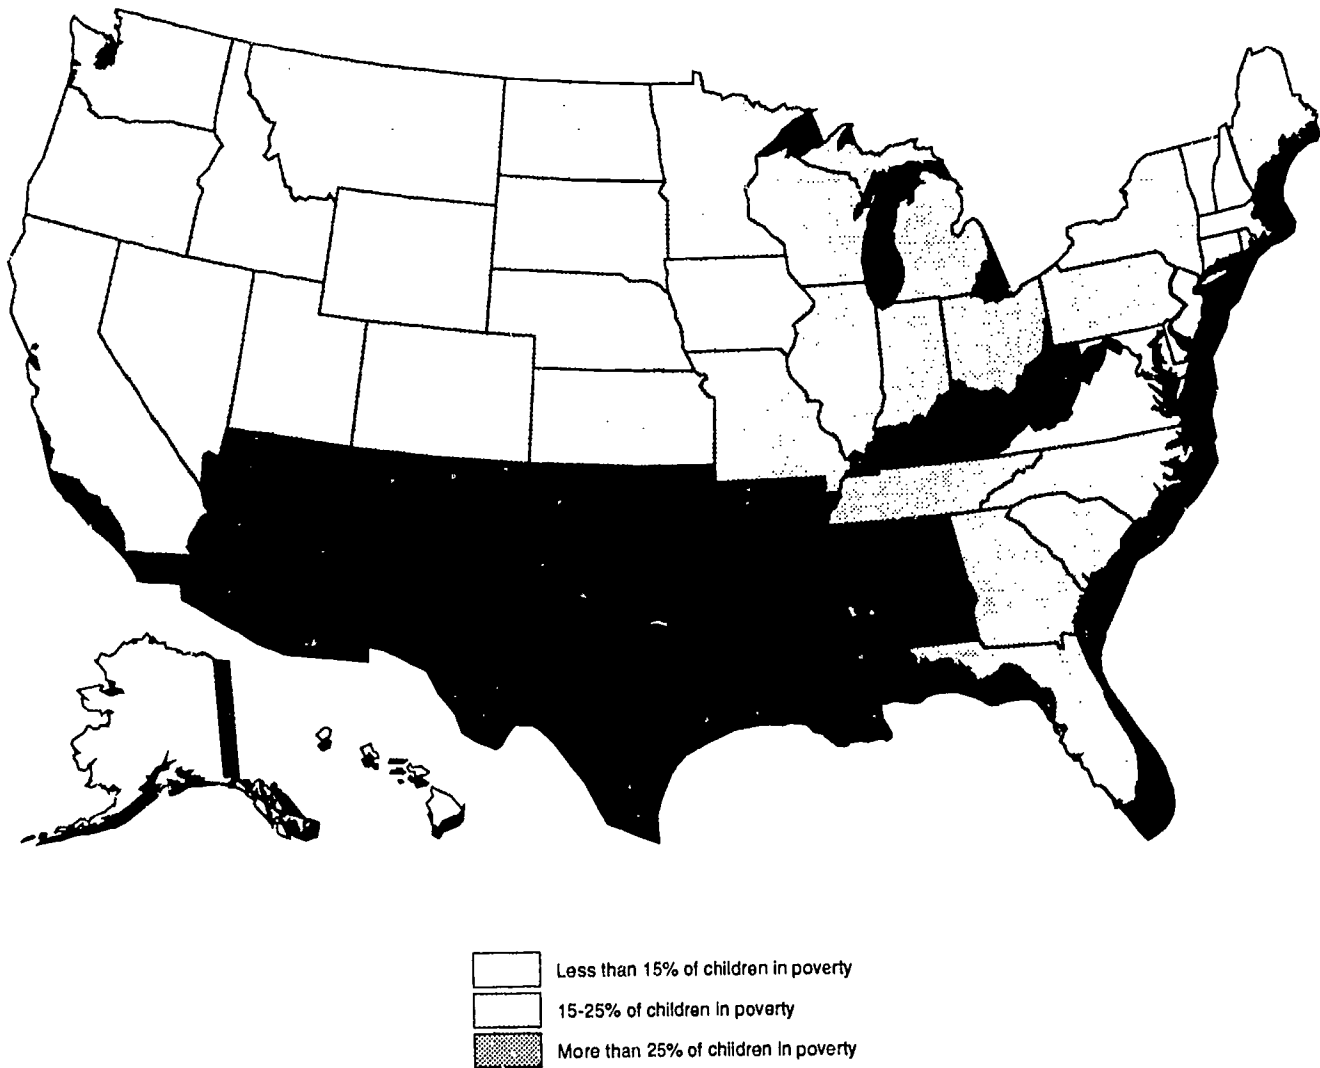 Less than 15% of children in poverty
15-25% of children in poverty
More than 25% of children in poverty